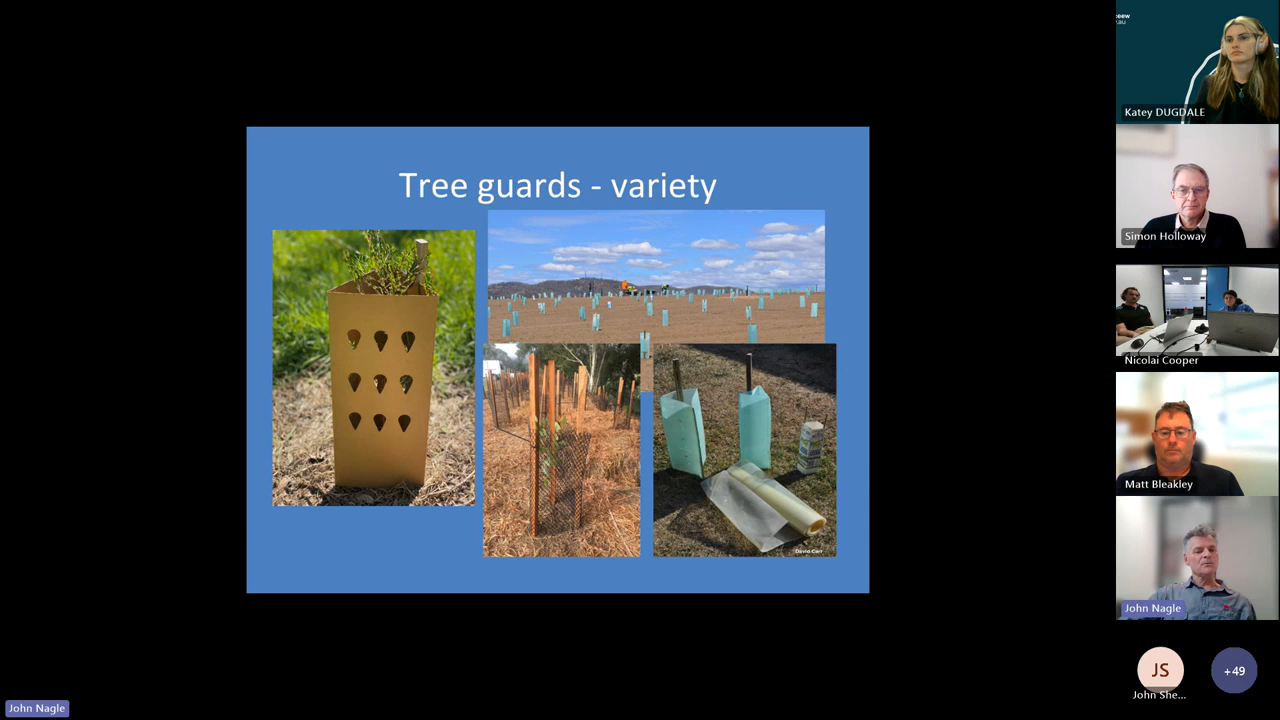 Tree guards - variety
David Carr
John Nagle
Katey DUGDALE
Simon Holloway
Nicolai Cooper
Matt Bleakley
John Nagle
JS
John She...
+49